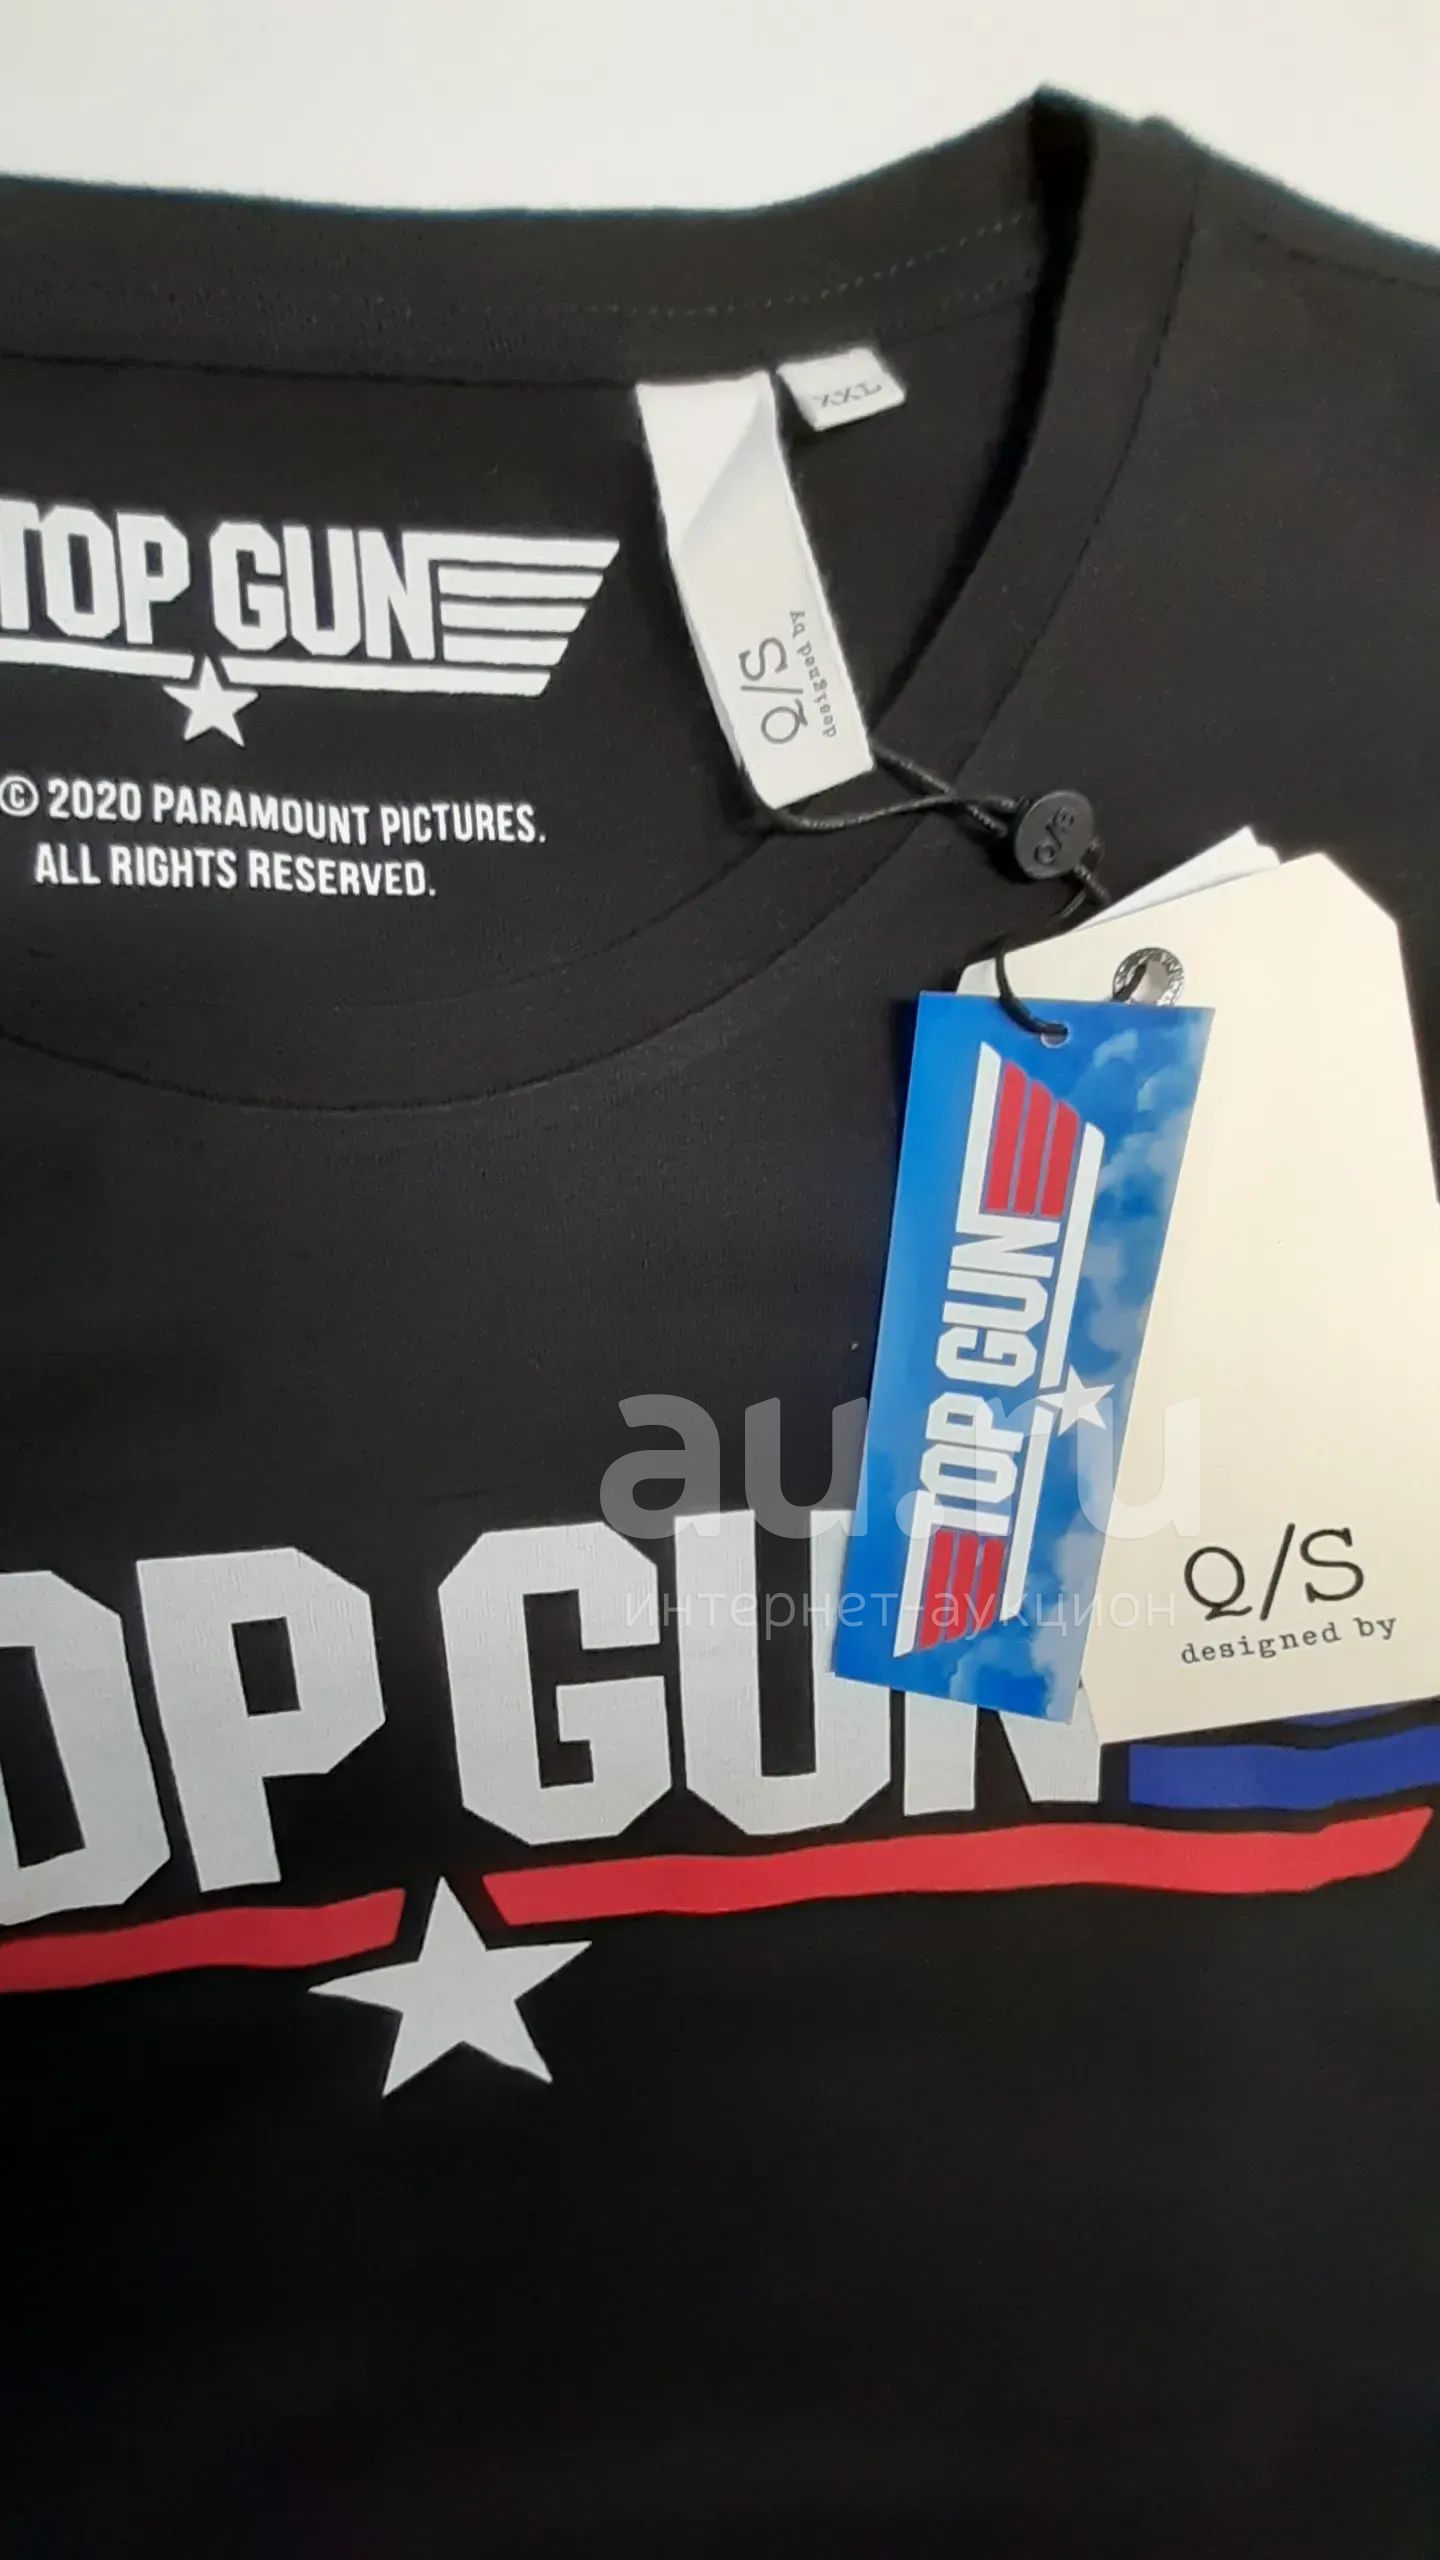 XXL
TOP GUN
designed by
Q/S
© 2020 PARAMOUNT PICTURES.
ALL RIGHTS RESERVED.
Q/S
TOP GUN
au.ru
интернет-аукцион
Q/S
designed by
OP GUN